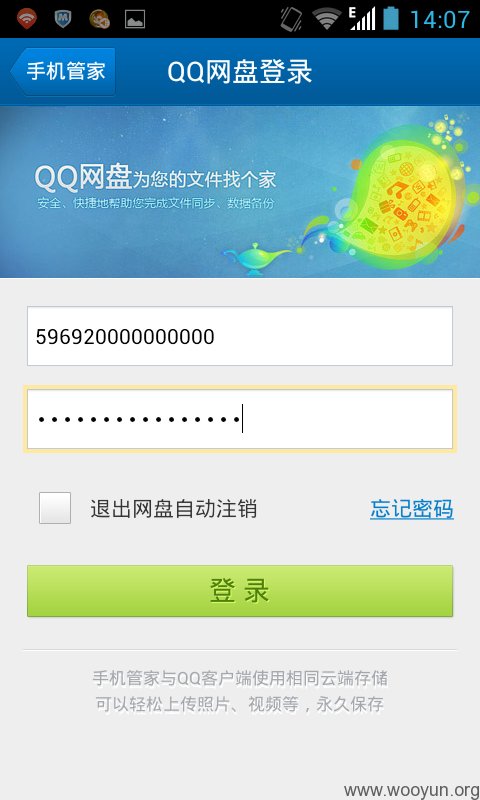 E
14:07
手机管家
QQ网盘登录
QQ网盘为您的文件找个家
安全、快捷地帮助您完成文件同步、数据备份
596920000000000
••••••••••••••••
退出网盘自动注销
忘记密码
登 录
手机管家与QQ客户端使用相同云端存储
可以轻松上传照片、视频等，永久保存
www.wooyun.org